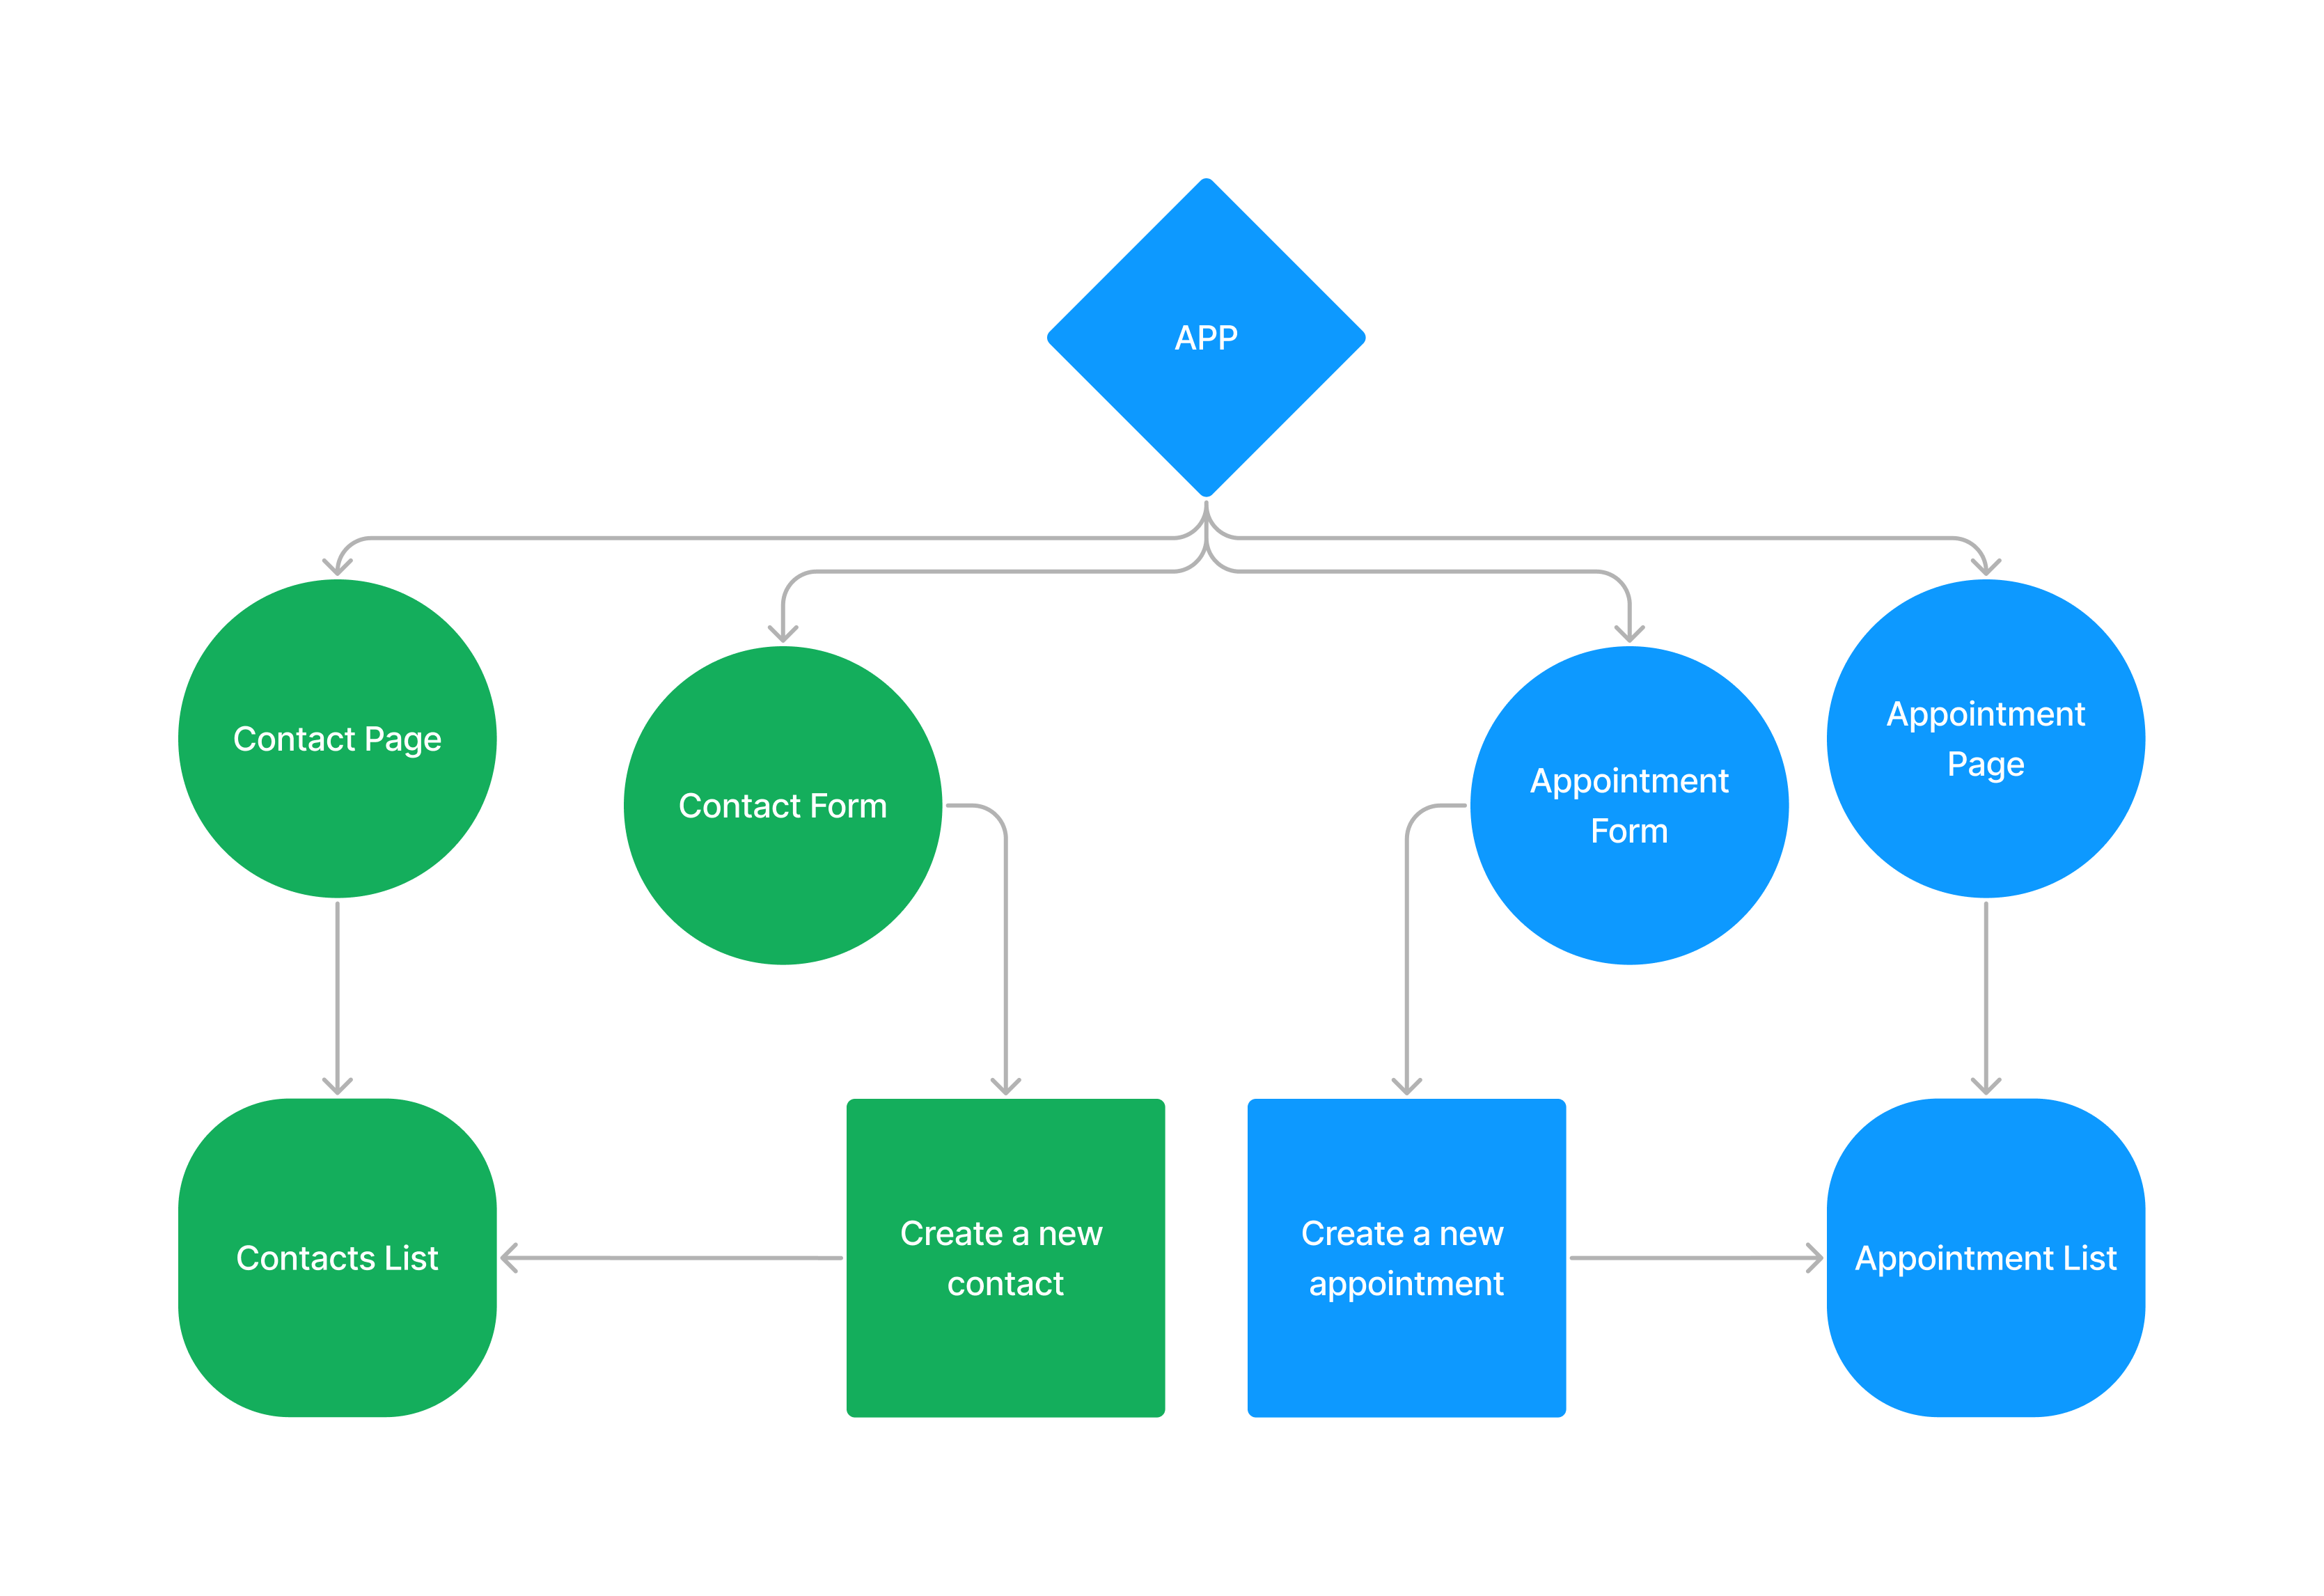 APP
Contact Page
Contact Form
Appointment
Form
Appointment
Page
Contacts List
Create a new
contact
Create a new
appointment
Appointment List